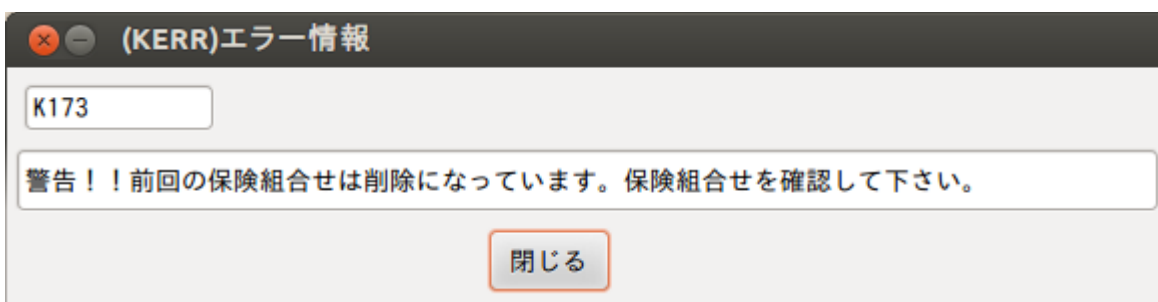 (KERR)エラー情報
K173
警告！！前回の保険組合せは削除になっています。保険組合せを確認して下さい。
閉じる